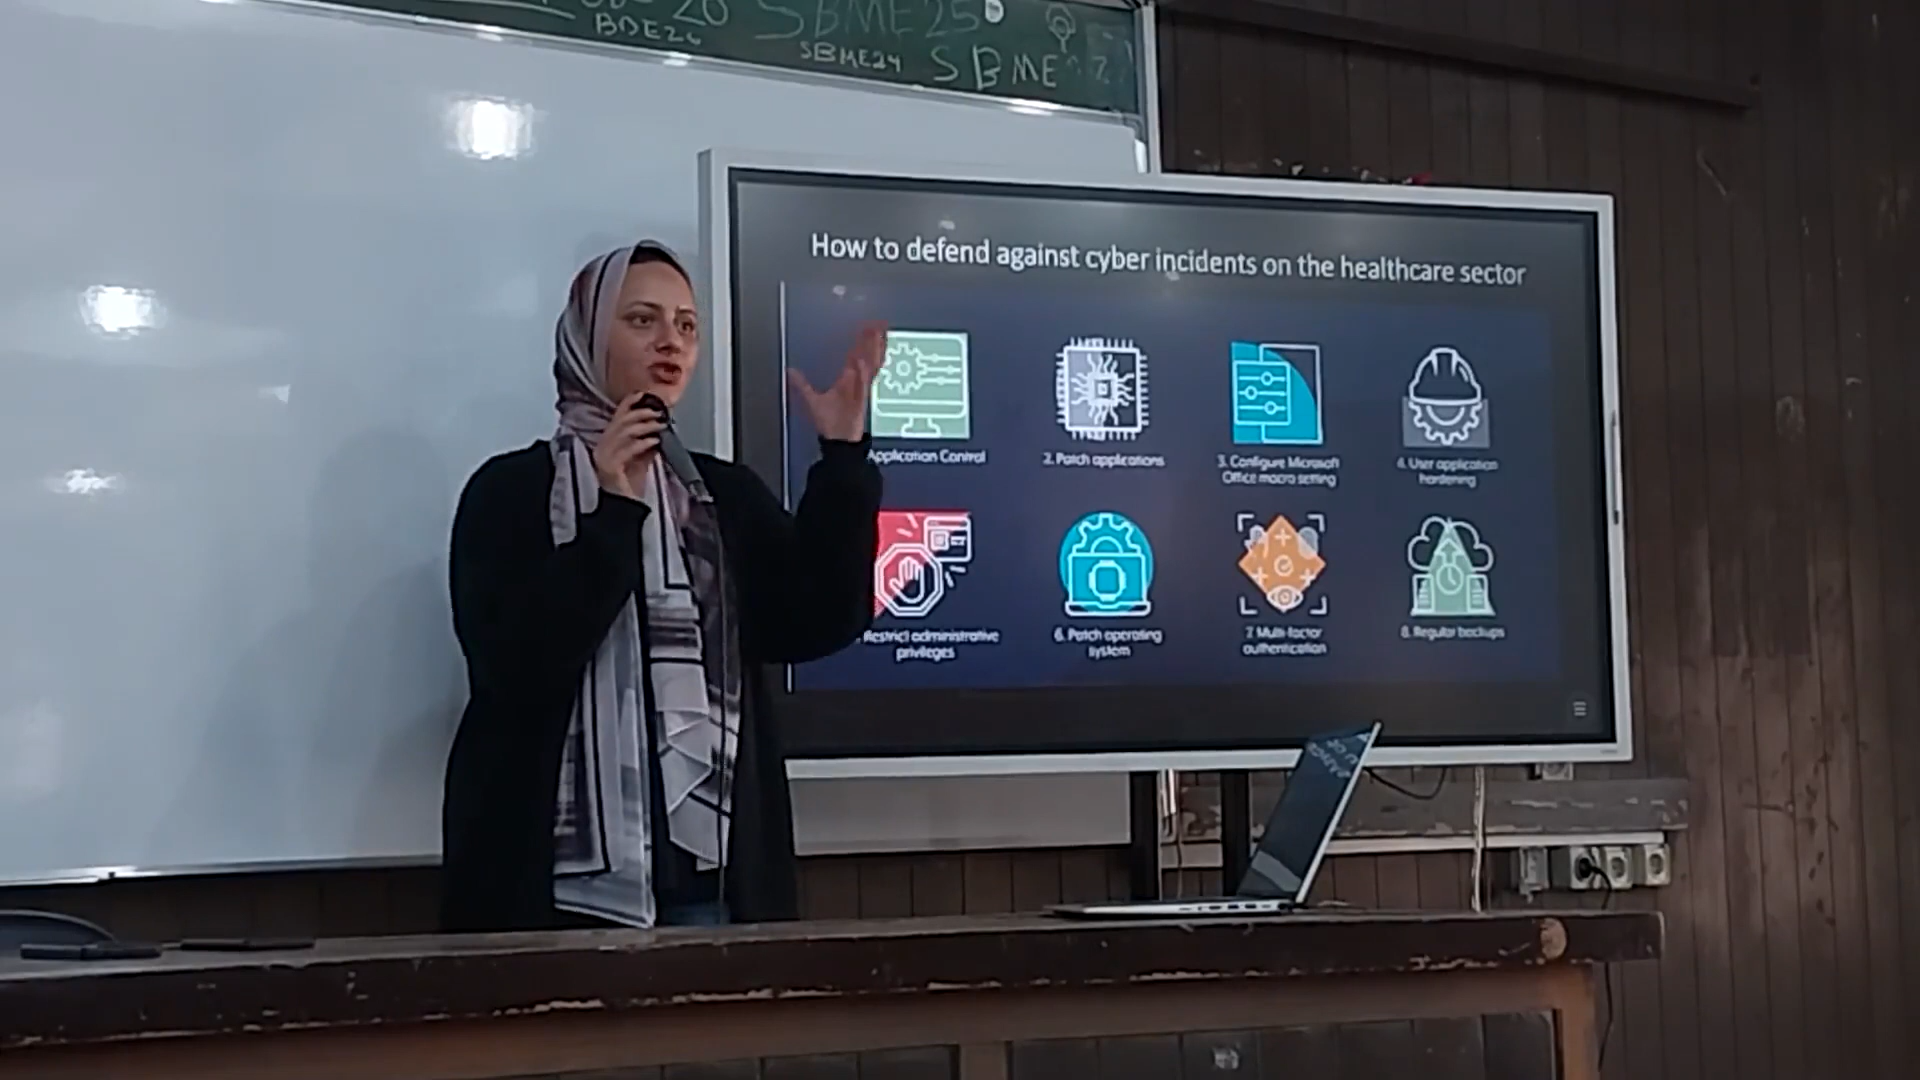 20 SBME25
BDE26
SBME24 SBME
How to defend against cyber incidents on the healthcare sector
Application Control
2. Patch applications
3. Configure Microsoft
Office macro setting
4. User application
hardening
Restrict administrative
privileges
6. Patch operating
system
7. Multi-factor
authentication
8. Regular backups